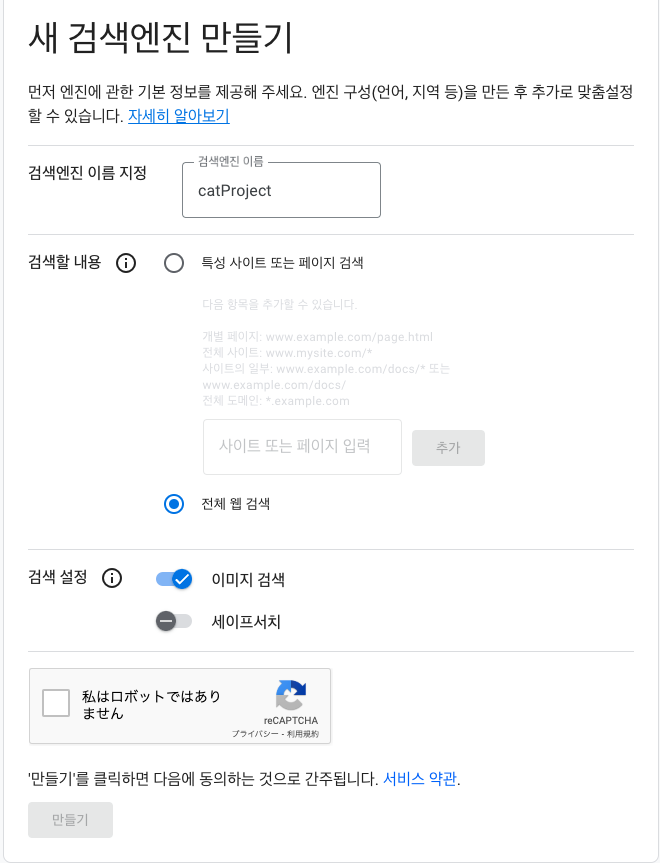 새 검색엔진 만들기
먼저 엔진에 관한 기본 정보를 제공해 주세요. 엔진 구성(언어, 지역 등)을 만든 후 추가로 맞춤설정
할 수 있습니다. 자세히 알아보기
검색엔진 이름 지정
검색엔진 이름
catProject
검색할 내용
특성 사이트 또는 페이지 검색
다음 항목을 추가할 수 있습니다.
개별 페이지: www.example.com/page.html
전체 사이트: www.mysite.com/*
사이트의 일부: www.example.com/docs/* 또는
www.example.com/docs/
전체 도메인: *.example.com
사이트 또는 페이지 입력
추가
전체 웹 검색
검색 설정
이미지 검색
세이프서치
私はロボットではあり
ません
reCAPTCHA
プライバシー - 利用規約
'만들기'를 클릭하면 다음에 동의하는 것으로 간주됩니다. 서비스 약관.
만들기